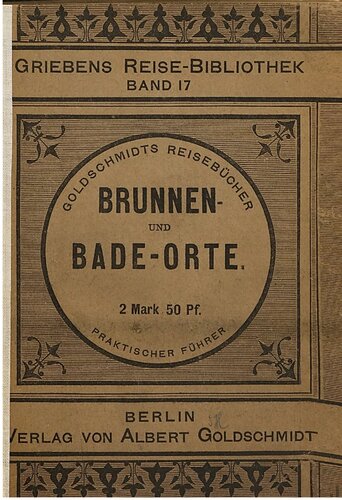 GRIEBENS REISE-BIBLIOTHEK
BAND 17
GOLDSCHMIDTS REISEBÜCHER
BRUNNEN-
UND
BADE-ORTE.
2 Mark 50 Pf.
PRAKTISCHER FÜHRER
BERLIN
VERLAG VON ALBERT GOLDSCHMIDT